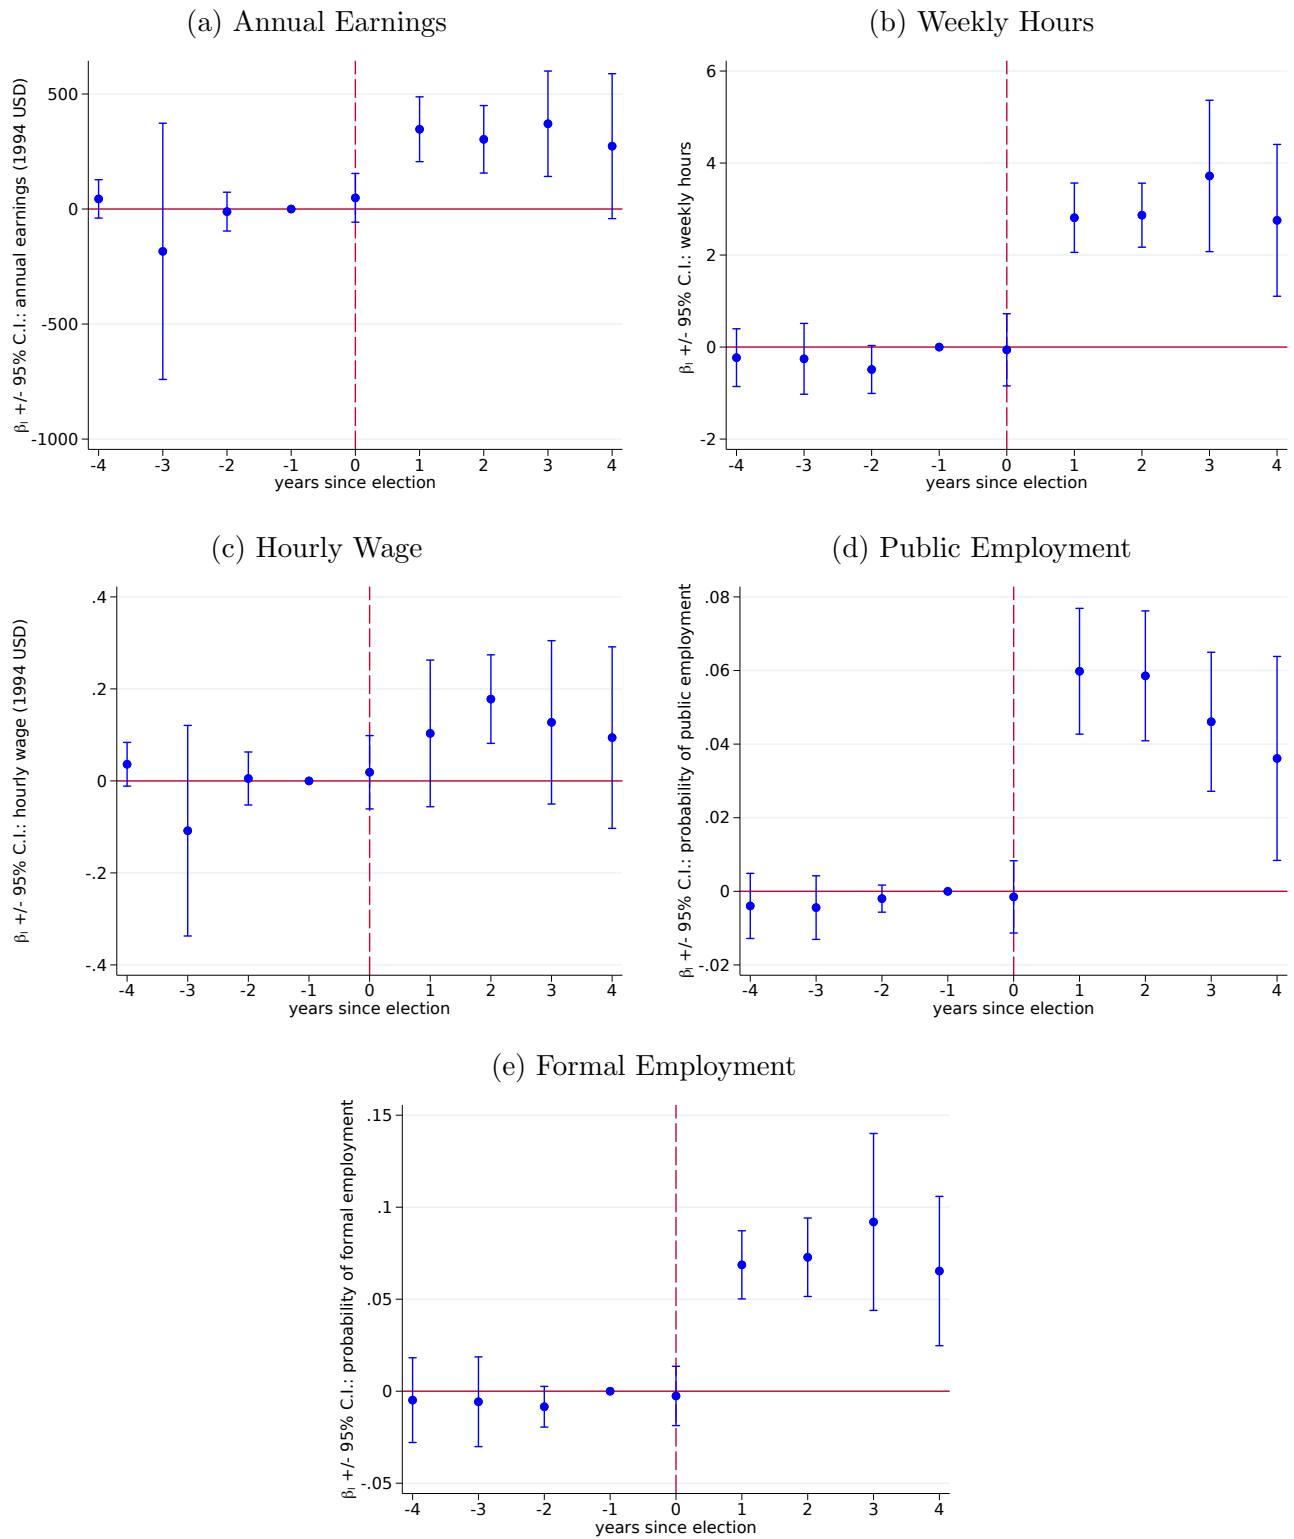 (a) Annual Earnings
βₗ +/- 95% C.I.: annual earnings (1994 USD)
500
0
-500
-1000
-4 -3 -2 -1 0 1 2 3 4
years since election
(b) Weekly Hours
βₗ +/- 95% C.I.: weekly hours
6
4
2
0
-2
-4 -3 -2 -1 0 1 2 3 4
years since election
(c) Hourly Wage
βₗ +/- 95% C.I.: hourly wage (1994 USD)
.4
.2
0
-.2
-.4
-4 -3 -2 -1 0 1 2 3 4
years since election
(d) Public Employment
βₗ +/- 95% C.I.: probability of public employment
.08
.06
.04
.02
0
-.02
-4 -3 -2 -1 0 1 2 3 4
years since election
(e) Formal Employment
βₗ +/- 95% C.I.: probability of formal employment
.15
.1
.05
0
-.05
-4 -3 -2 -1 0 1 2 3 4
years since election